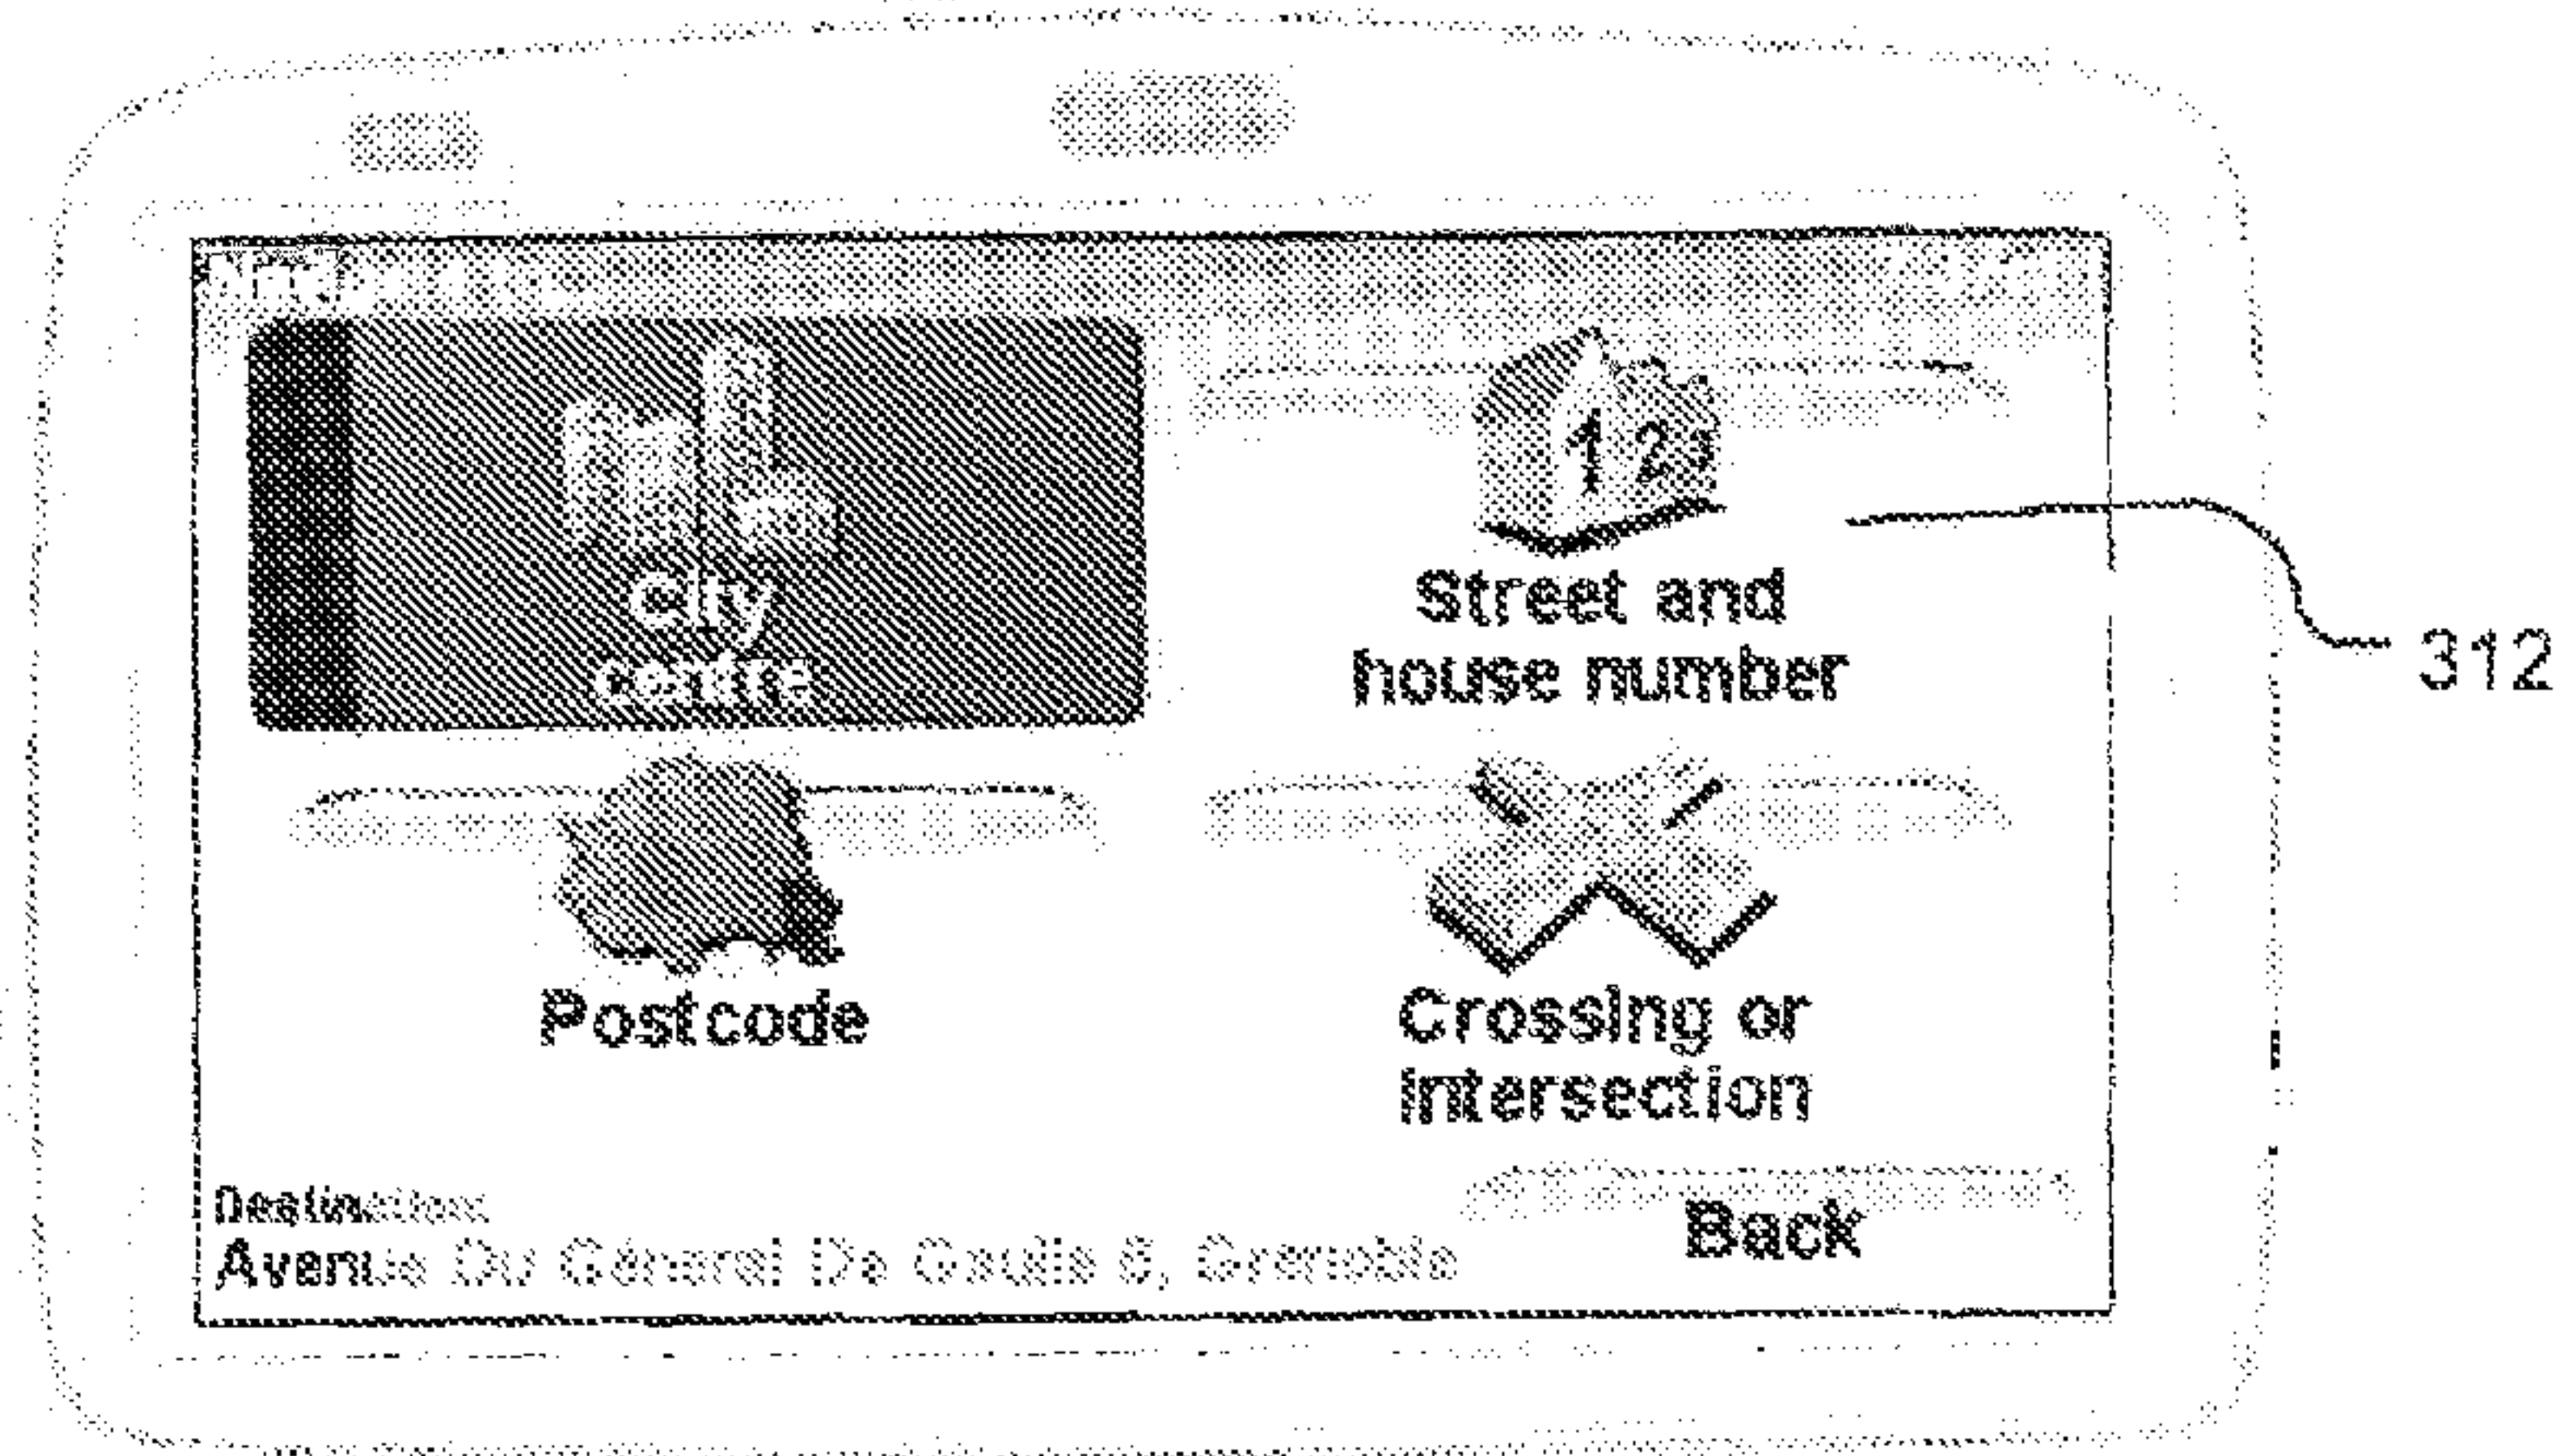 City
centre
Street and
house number
312
Postcode
Crossing or
intersection
Destination:
Avenue Du Général De Gaulle 6, Grenoble
Back